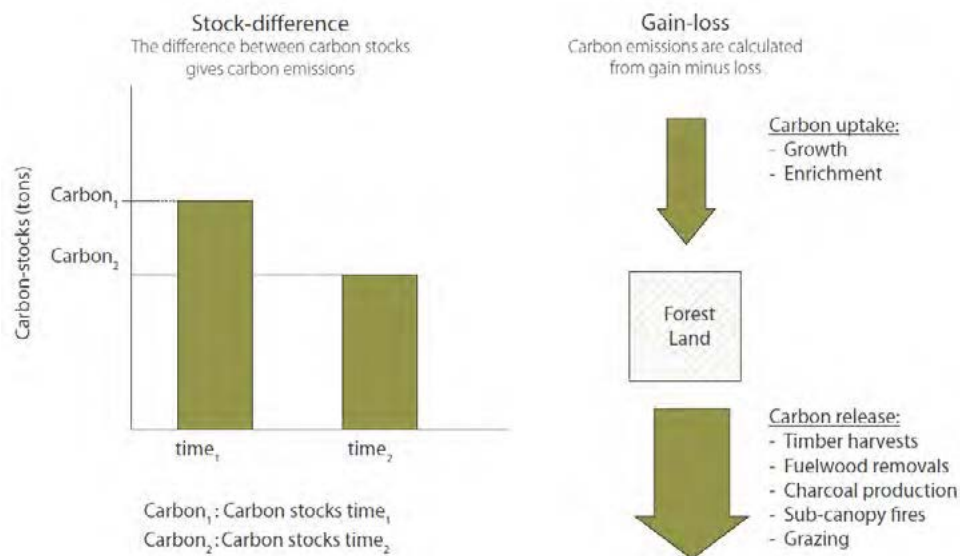 Stock-difference
The difference between carbon stocks
gives carbon emissions
Carbon-stocks (tons)
Carbon₁
Carbon₂
time₁
time₂
Carbon₁: Carbon stocks time₁
Carbon₂: Carbon stocks time₂
Gain-loss
Carbon emissions are calculated
from gain minus loss
Carbon uptake:
- Growth
- Enrichment
Forest
Land
Carbon release:
- Timber harvests
- Fuelwood removals
- Charcoal production
- Sub-canopy fires
- Grazing